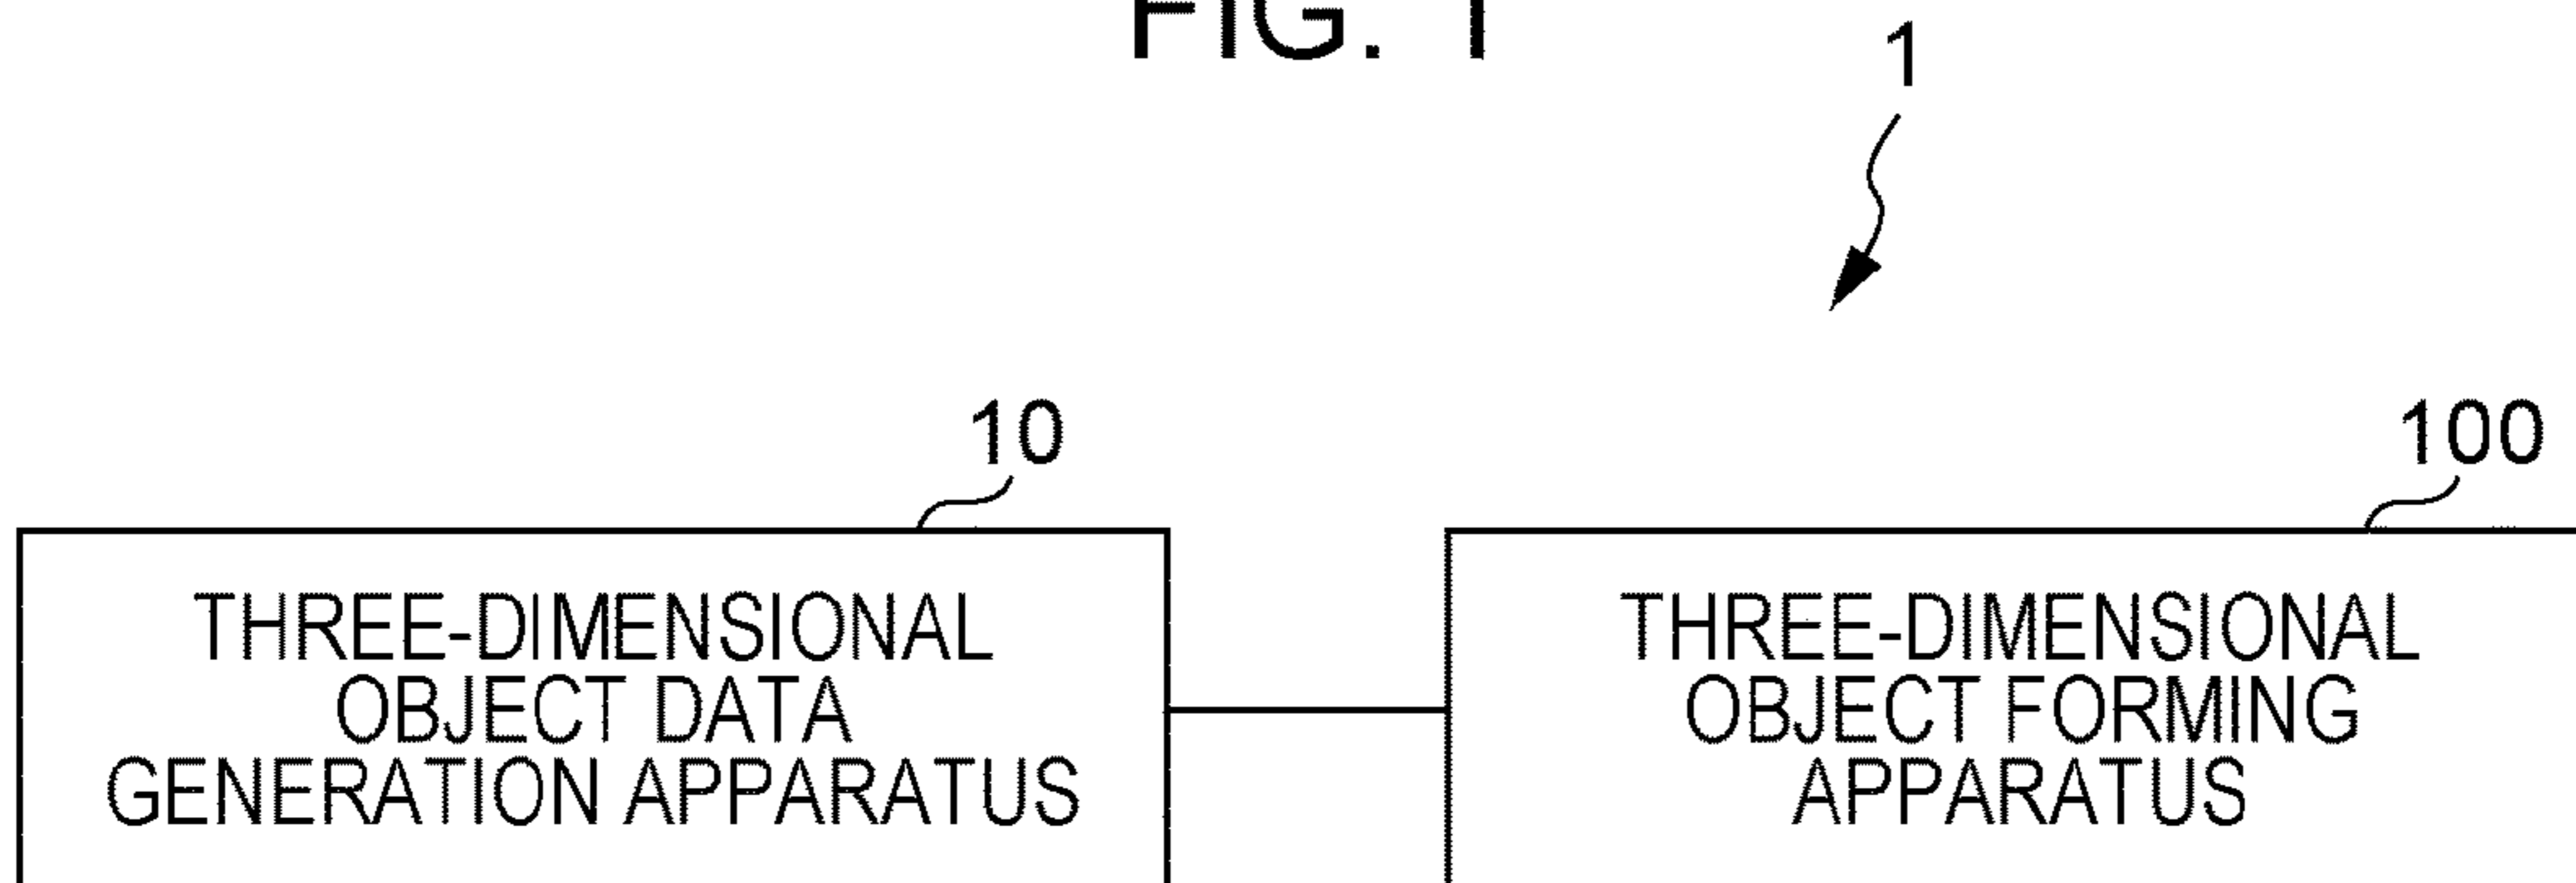 FIG. 1
1
10
100
THREE-DIMENSIONAL
OBJECT DATA
GENERATION APPARATUS
THREE-DIMENSIONAL
OBJECT FORMING
APPARATUS